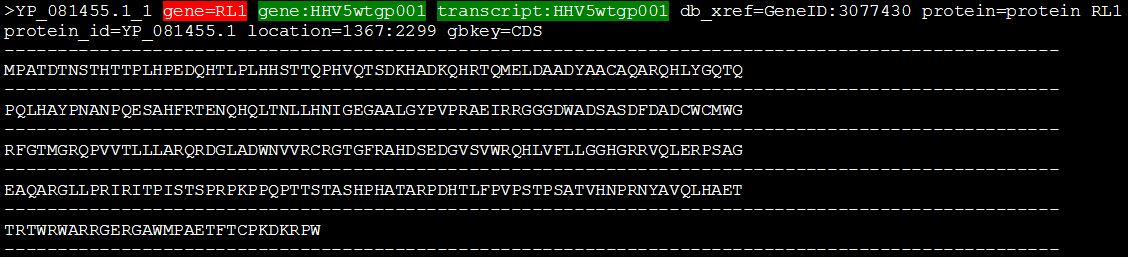 >YP_081455.1_1 gene=RL1 gene:HHV5wtgp001 transcript:HHV5wtgp001 db_xref=GeneID:3077430 protein=protein RL1
protein_id=YP_081455.1 location=1367:2299 gbkey=CDS
MPATDTNSTHTTPLHPEDQHTLPLHHSTTQPHVQTSDKHADKQHRTQMELDAADYAACAQARQHLYGQTQ
PQLHAYPNANPQESAHFRTENQHQLTNLLHNIGEGAALGYPVPRAEIRRGGGDWADSASDFDADCWCMWG
RFGTMGRQPVVTLLLARQRDGLADWNVVRCRGTGFRAHDSEDGVSVWRQHLVFLLGGHGRRVQLERPSAG
EAQARGLLPRIRITPISTSPRPKPPQPTTSTASHPHATARPDHTLFPVPSTPSATVHNPRNYAVQLHAET
TRTWRWARRGERGAWMPAETFTCPKDKRPW